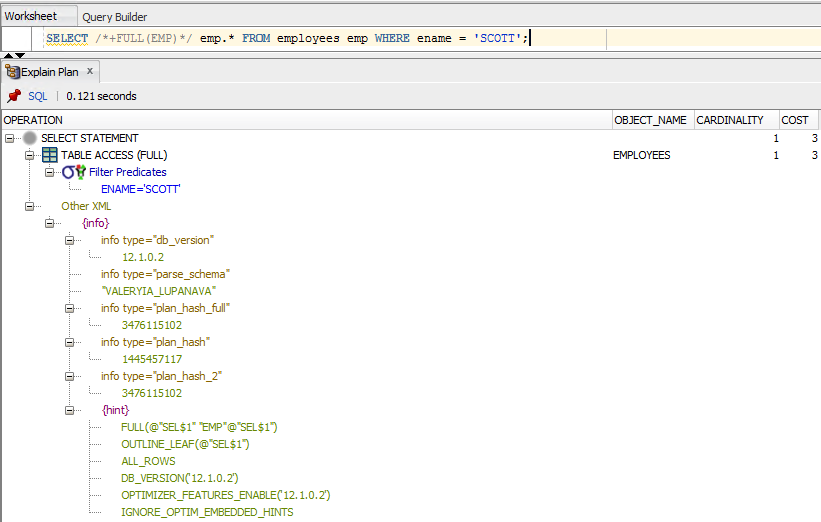 Worksheet Query Builder
SELECT /*+FULL(EMP)*/ emp.* FROM employees emp WHERE ename = 'SCOTT';
Explain Plan x
SQL | 0.121 seconds
OPERATION OBJECT_NAME CARDINALITY COST
SELECT STATEMENT 1 3
TABLE ACCESS (FULL) EMPLOYEES 1 3
Filter Predicates
ENAME='SCOTT'
Other XML
{info}
info type="db_version"
12.1.0.2
info type="parse_schema"
"VALERYIA_LUPANAVA"
info type="plan_hash_full"
3476115102
info type="plan_hash"
1445457117
info type="plan_hash_2"
3476115102
{hint}
FULL(@"SEL$1" "EMP"@"SEL$1")
OUTLINE_LEAF(@"SEL$1")
ALL_ROWS
DB_VERSION('12.1.0.2')
OPTIMIZER_FEATURES_ENABLE('12.1.0.2')
IGNORE_OPTIM_EMBEDDED_HINTS